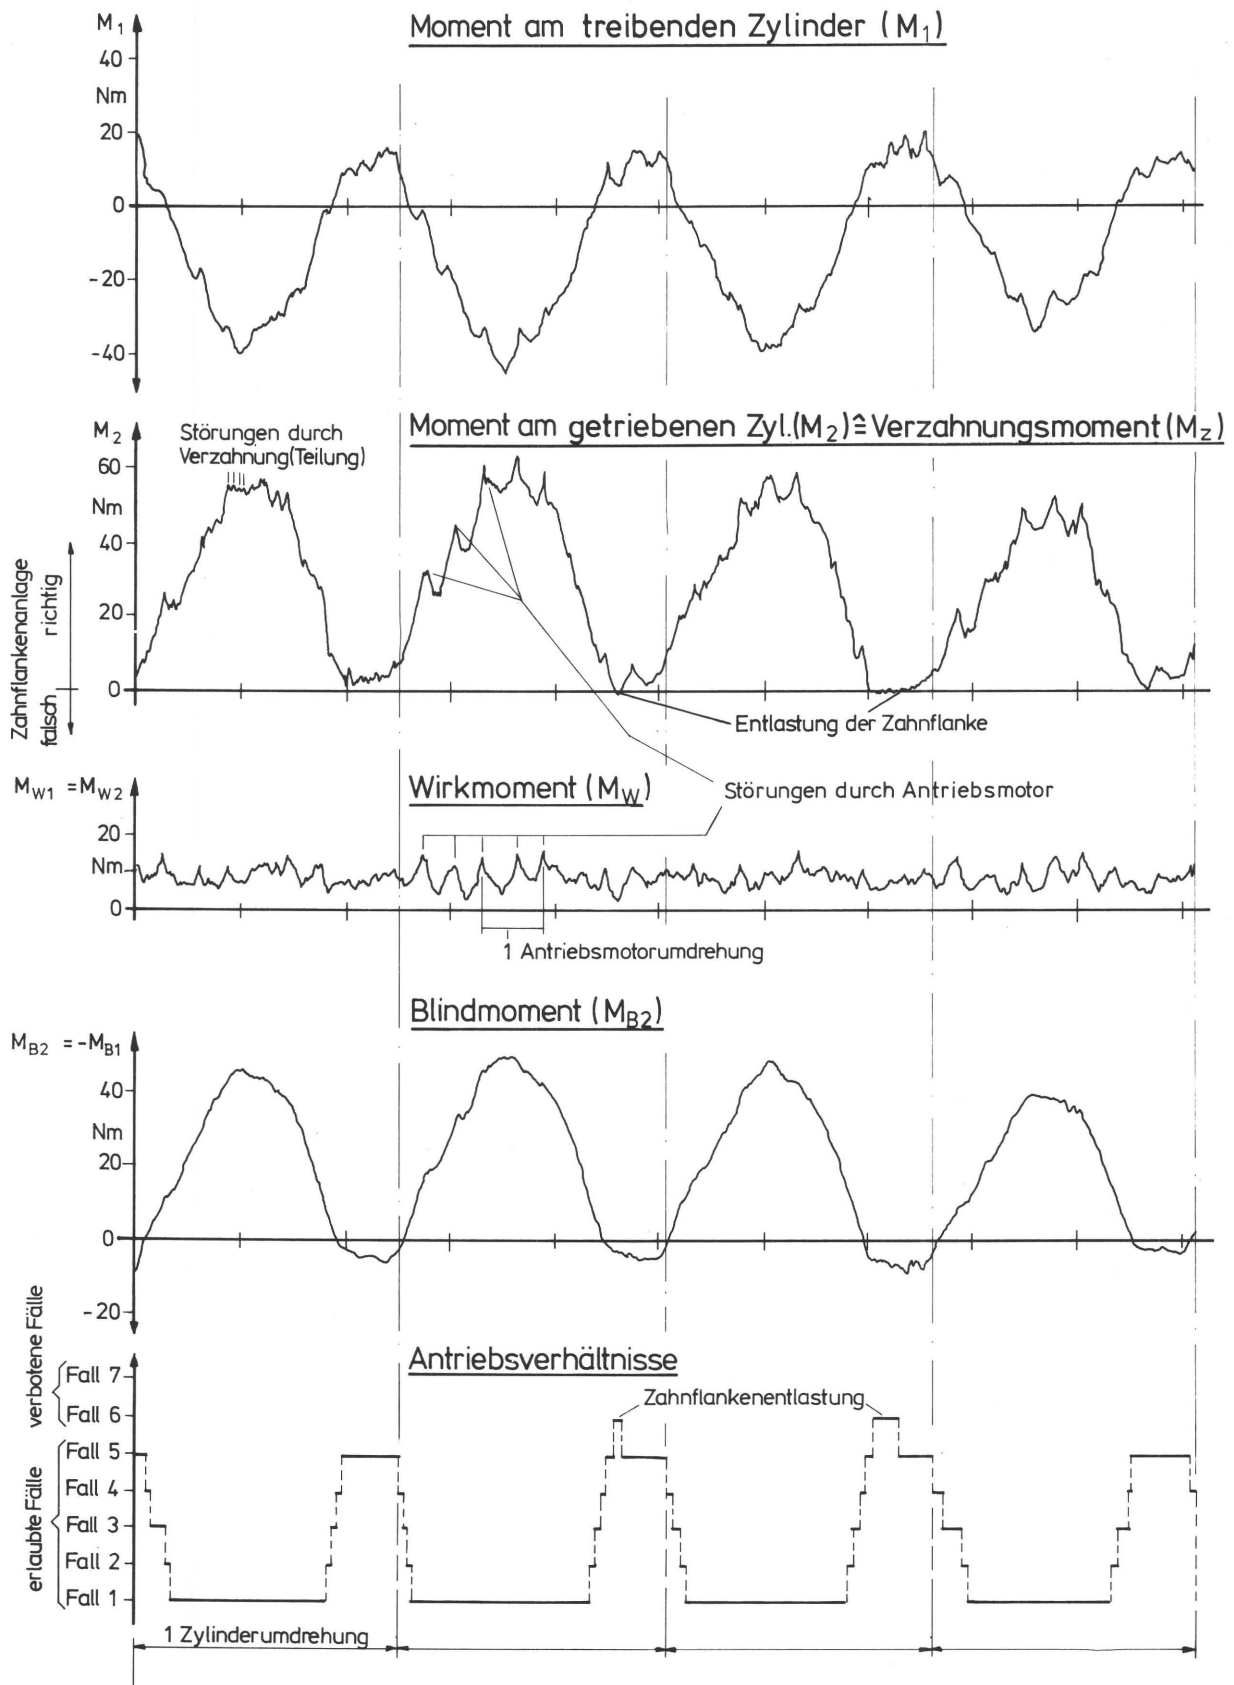 Moment am treibenden Zylinder (M1)
M1
40
Nm
20
0
-20
-40
Moment am getriebenen Zyl.(M2)≙Verzahnungsmoment(Mz)
M2
Störungen durch
Verzahnung(Teilung)
60
Nm
40
20
0
Zahnflankenanlage
falsch richtig
Entlastung der Zahnflanke
Wirkmoment (MW)
MW1 = MW2
Störungen durch Antriebsmotor
20
Nm
0
1 Antriebsmotorumdrehung
Blindmoment (MB2)
MB2 = -MB1
40
Nm
20
0
-20
Antriebsverhältnisse
verbotene Fälle
Fall 7
Fall 6
Zahnflankenentlastung
erlaubte Fälle
Fall 5
Fall 4
Fall 3
Fall 2
Fall 1
1 Zylinderumdrehung